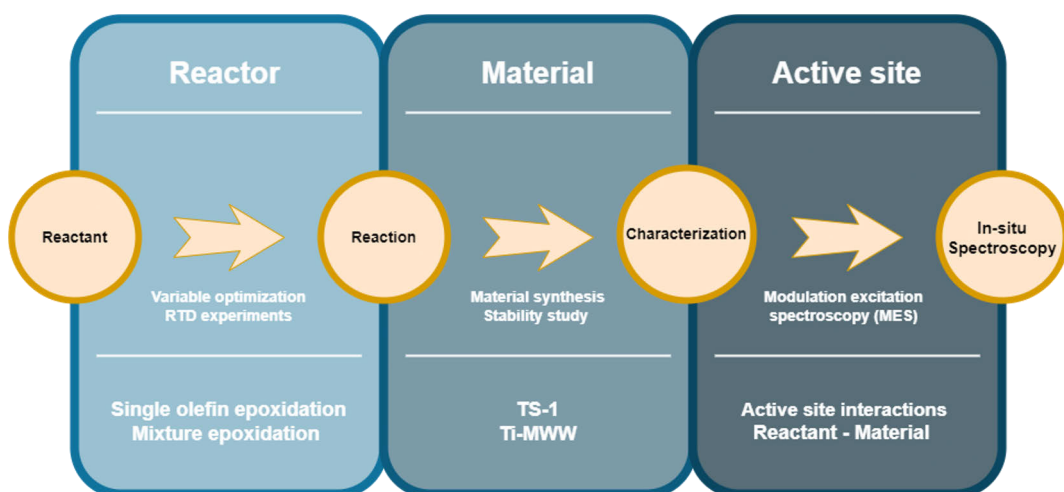 Reactor
Material
Active site
Reactant
Reaction
Characterization
In-situ
Spectroscopy
Variable optimization
RTD experiments
Material synthesis
Stability study
Modulation excitation
spectroscopy (MES)
Single olefin epoxidation
Mixture epoxidation
TS-1
Ti-MWW
Active site interactions
Reactant - Material